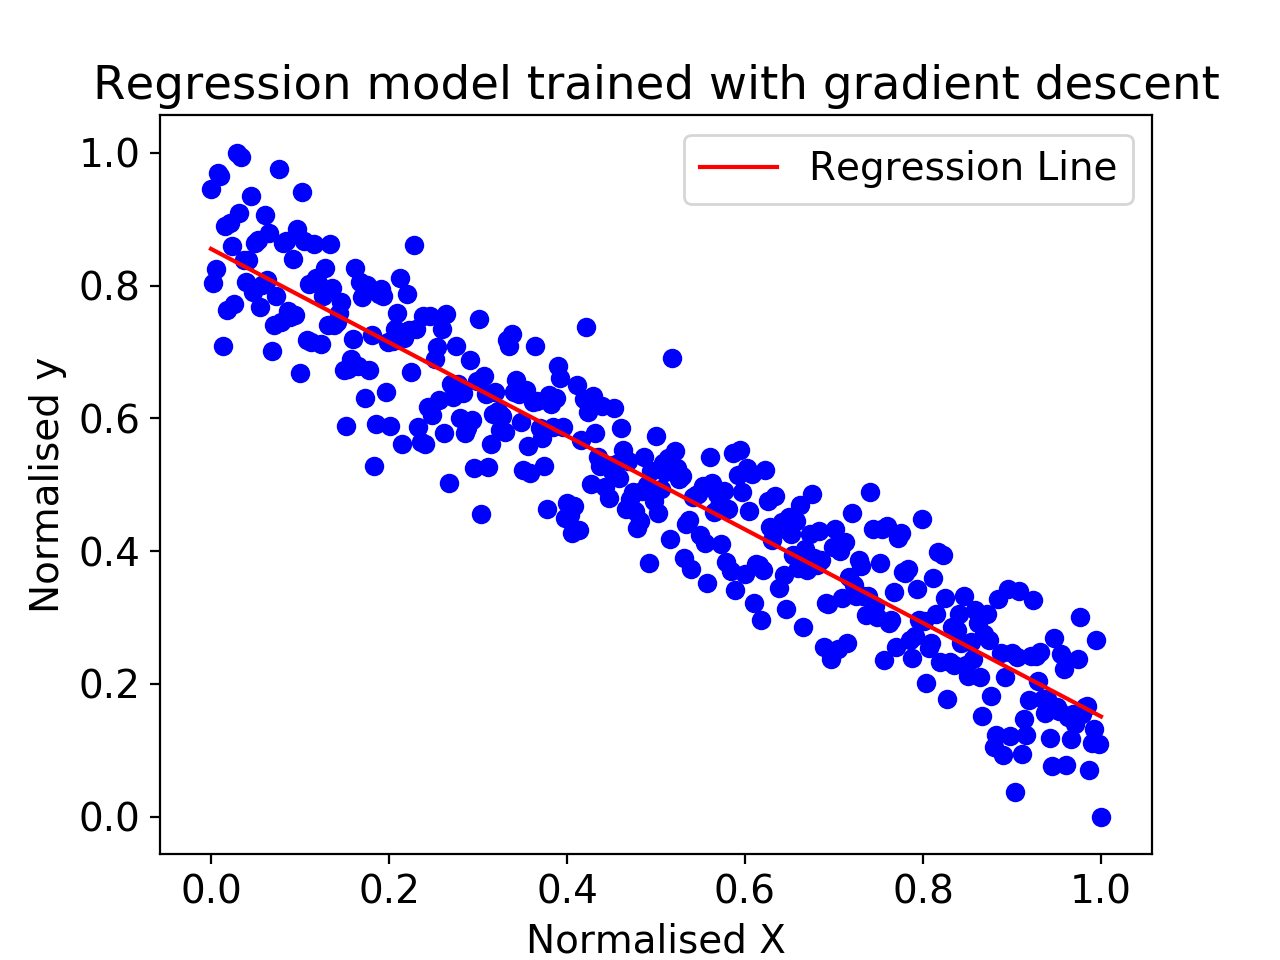 Regression model trained with gradient descent
Regression Line
1.0
0.8
0.6
0.4
0.2
0.0
Normalised y
0.0 0.2 0.4 0.6 0.8 1.0
Normalised X